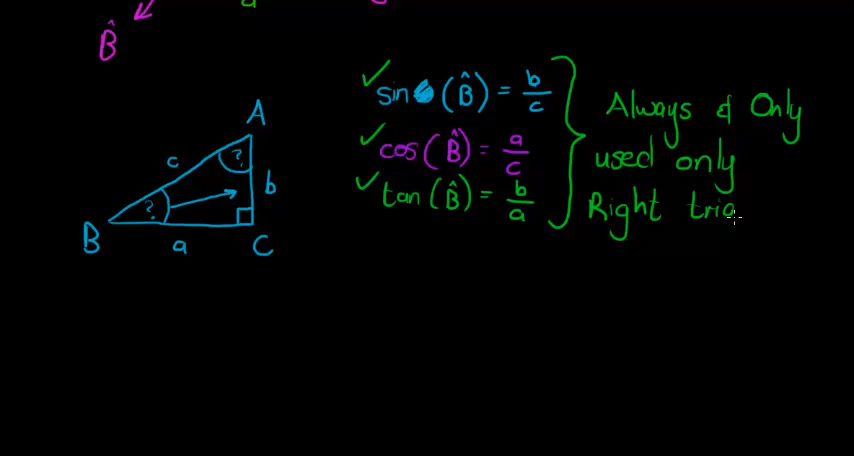 a
B̂
A
c
?
b
?
B
a
C
sin (B̂) = b/c
cos (B̂) = a/c
tan (B̂) = b/a
Always & Only
used only
Right tria